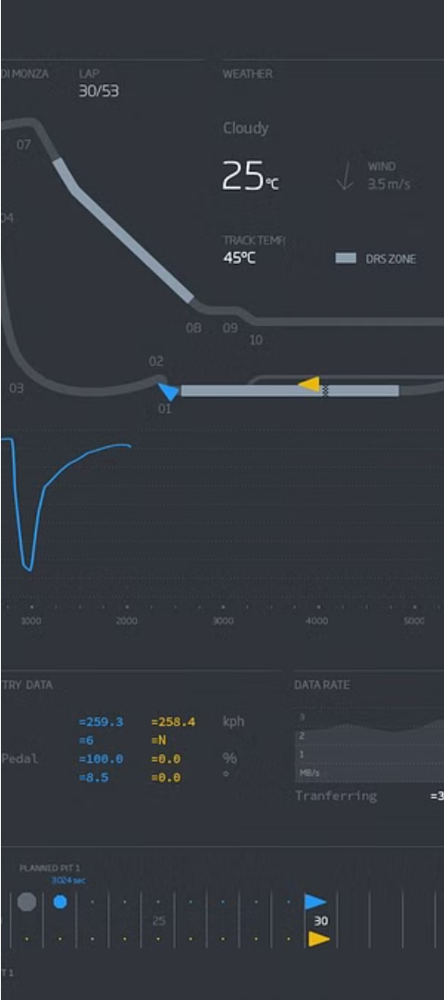 DI MONZA
LAP
30/53
WEATHER
Cloudy
25°C
WIND
3.5 m/s
TRACK TEMP.
45°C
DRS ZONE
07
04
08
09
10
02
03
01
1000
2000
3000
4000
5000
TRY DATA
=259.3 =258.4 kph
=6 =N
Pedal =100.0 =0.0 %
=8.5 =0.0 °
DATA RATE
3
2
1
MB/s
Tranferring =3
PLANNED PIT 1
3.024 sec
25
30
T 1